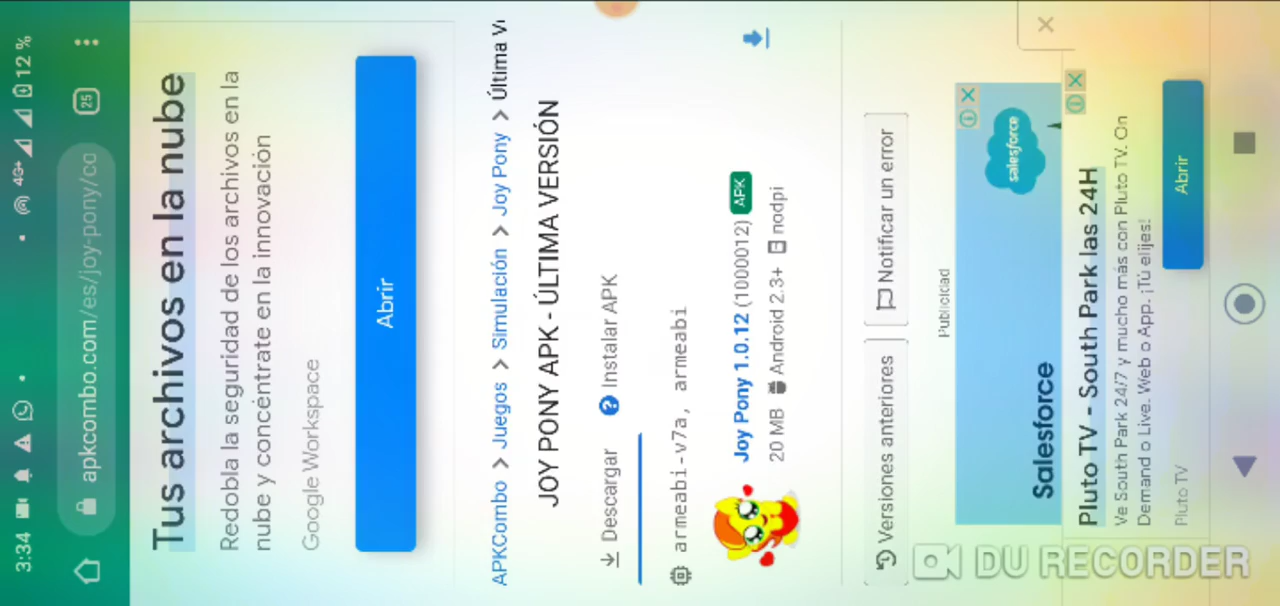 3:34
4G+
12 %
apkcombo.com/es/joy-pony/co
25
Tus archivos en la nube
Redobla la seguridad de los archivos en la
nube y concéntrate en la innovación
Google Workspace
Abrir
APKCombo > Juegos > Simulación > Joy Pony > Última V
JOY PONY APK - ÚLTIMA VERSIÓN
Descargar
? Instalar APK
armeabi-v7a, armeabi
Joy Pony 1.0.12 (1000012) APK
20 MB Android 2.3+ nodpi
Versiones anteriores
Notificar un error
Publicidad
salesforce
Salesforce
Pluto TV - South Park las 24H
Ve South Park 24/7 y mucho más con Pluto TV. On
Demand o Live. Web o App. ¡Tú elijes!
Pluto TV
Abrir
DU RECORDER